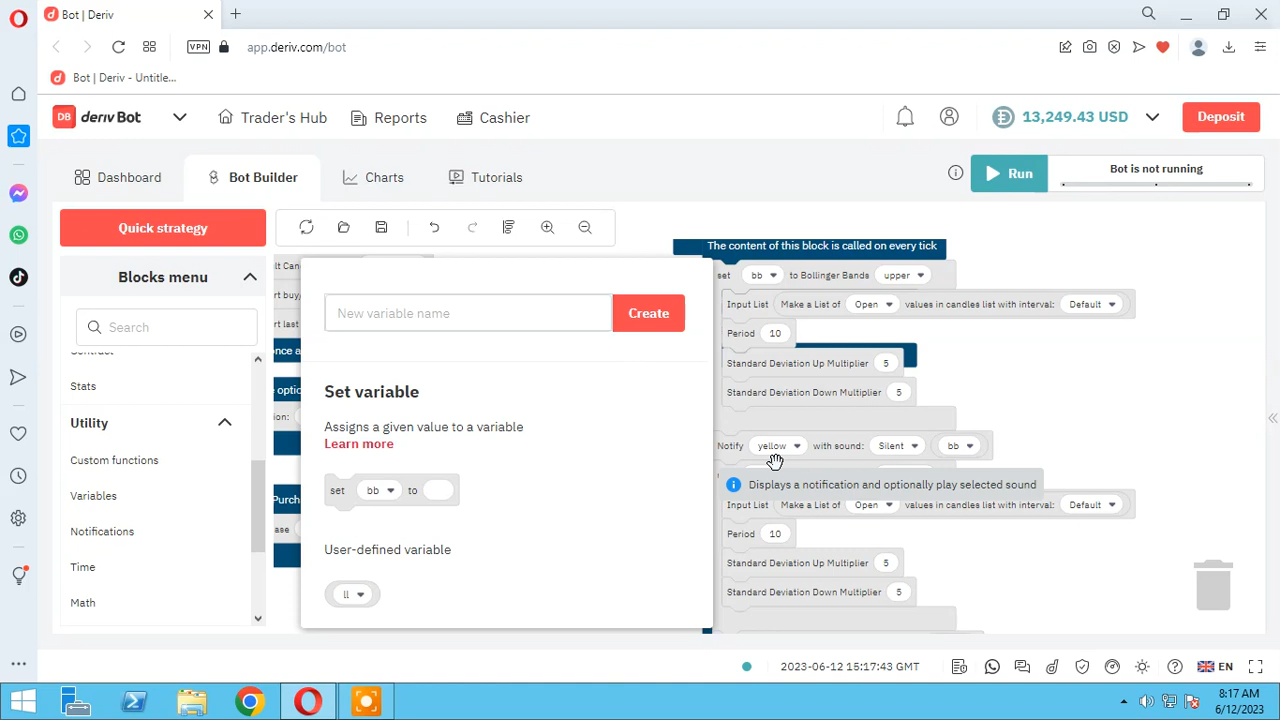 Bot | Deriv
VPN
app.deriv.com/bot
Bot | Deriv - Untitle...
DB deriv Bot
Trader's Hub
Reports
Cashier
13,249.43 USD
Deposit
Dashboard
Bot Builder
Charts
Tutorials
Run
Bot is not running
Quick strategy
Blocks menu
Search
Contract
Stats
Utility
Custom functions
Variables
Notifications
Time
Math
New variable name
Create
Set variable
Assigns a given value to a variable
Learn more
set bb to
User-defined variable
ll
The content of this block is called on every tick
set bb to Bollinger Bands upper
Input List Make a List of Open values in candles list with interval: Default
Period 10
Standard Deviation Up Multiplier 5
Standard Deviation Down Multiplier 5
Notify yellow with sound: Silent bb
Displays a notification and optionally play selected sound
Input List Make a List of Open values in candles list with interval: Default
Period 10
Standard Deviation Up Multiplier 5
Standard Deviation Down Multiplier 5
2023-06-12 15:17:43 GMT
EN
8:17 AM
6/12/2023